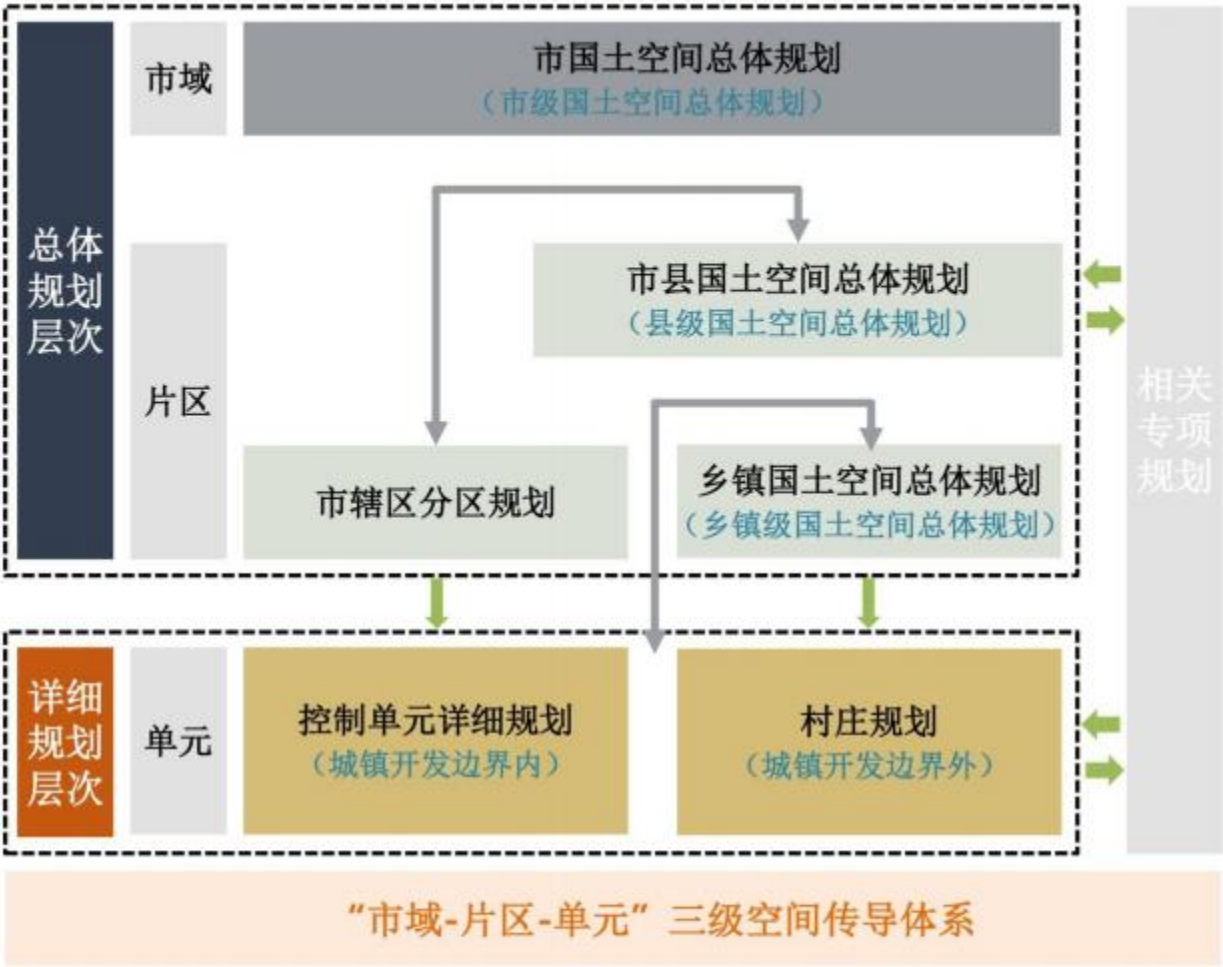 总体
规划
层次
市域
市国土空间总体规划
（市级国土空间总体规划）
片区
市县国土空间总体规划
（县级国土空间总体规划）
市辖区分区规划
乡镇国土空间总体规划
（乡镇级国土空间总体规划）
相关
专项
规划
详细
规划
层次
单元
控制单元详细规划
（城镇开发边界内）
村庄规划
（城镇开发边界外）
“市域-片区-单元”三级空间传导体系